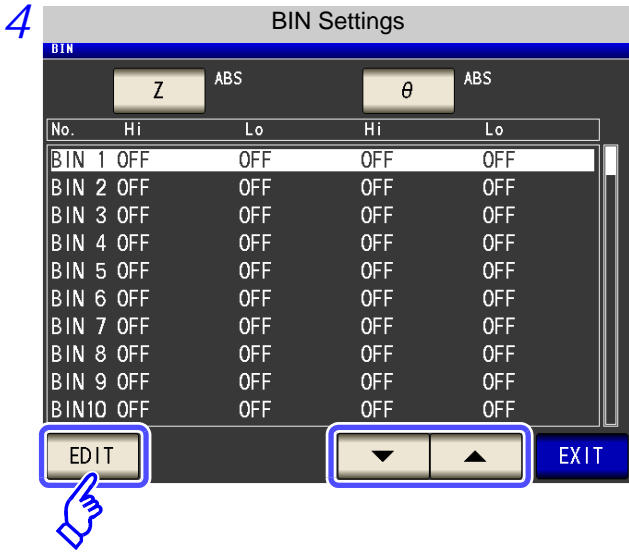 4
BIN Settings
BIN
Z ABS θ ABS
No. Hi Lo Hi Lo
BIN 1 OFF OFF OFF OFF
BIN 2 OFF OFF OFF OFF
BIN 3 OFF OFF OFF OFF
BIN 4 OFF OFF OFF OFF
BIN 5 OFF OFF OFF OFF
BIN 6 OFF OFF OFF OFF
BIN 7 OFF OFF OFF OFF
BIN 8 OFF OFF OFF OFF
BIN 9 OFF OFF OFF OFF
BIN10 OFF OFF OFF OFF
EDIT ▼ ▲ EXIT